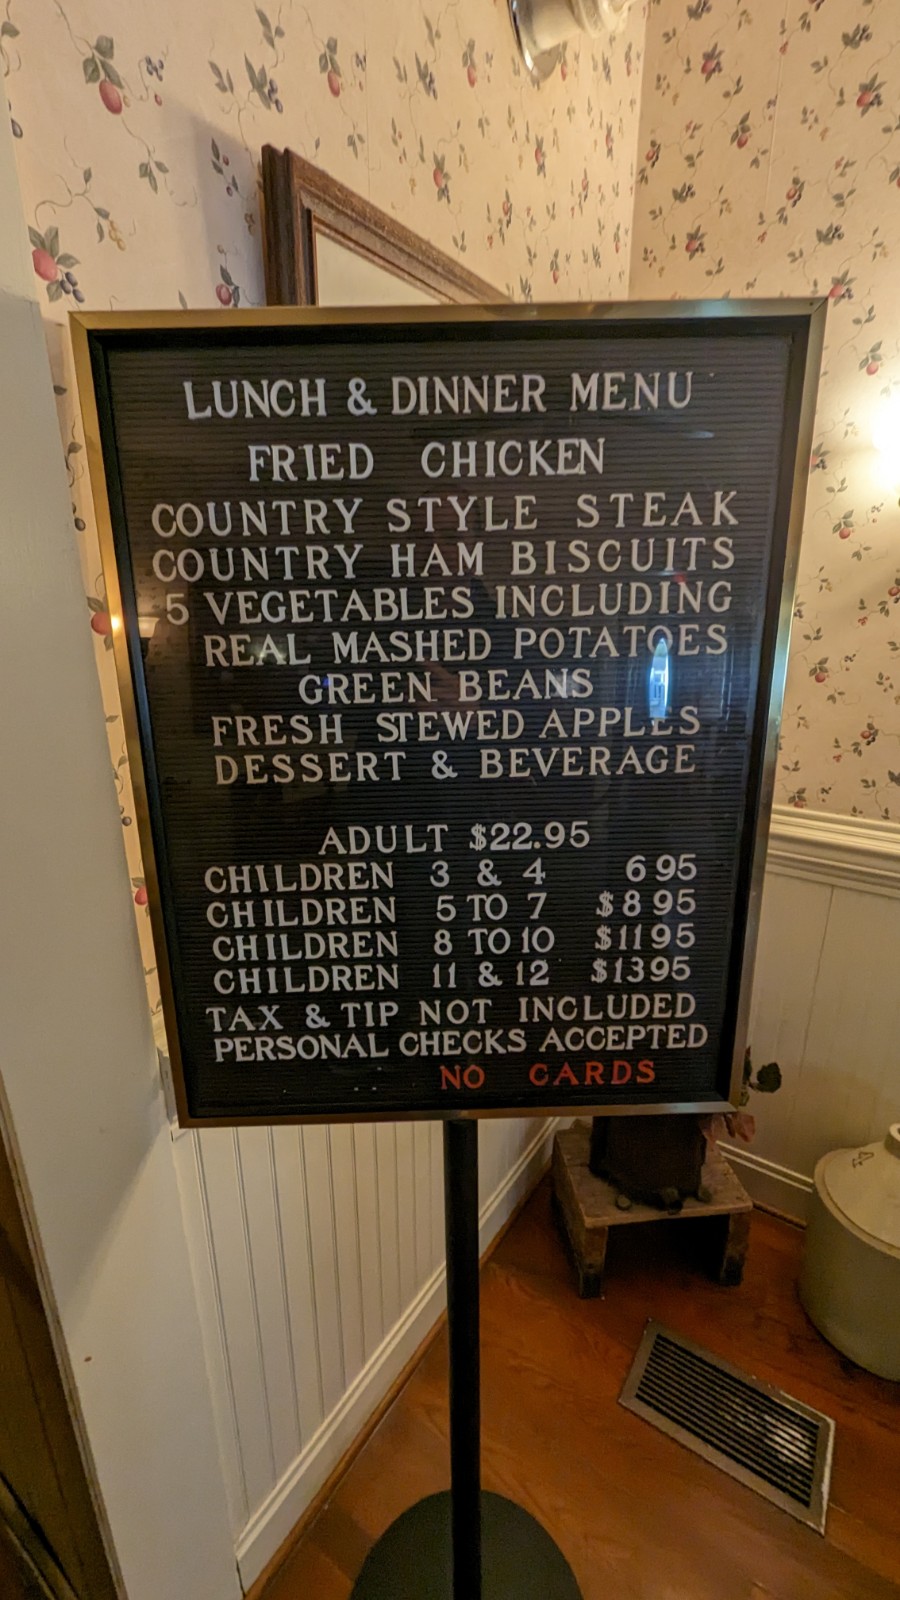 LUNCH & DINNER MENU
FRIED CHICKEN
COUNTRY STYLE STEAK
COUNTRY HAM BISCUITS
5 VEGETABLES INCLUDING
REAL MASHED POTATOES
GREEN BEANS
FRESH STEWED APPLES
DESSERT & BEVERAGE
ADULT $22.95
CHILDREN 3 & 4 6 95
CHILDREN 5 TO 7 $ 8 95
CHILDREN 8 TO 10 $11 95
CHILDREN 11 & 12 $13 95
TAX & TIP NOT INCLUDED
PERSONAL CHECKS ACCEPTED
NO CARDS